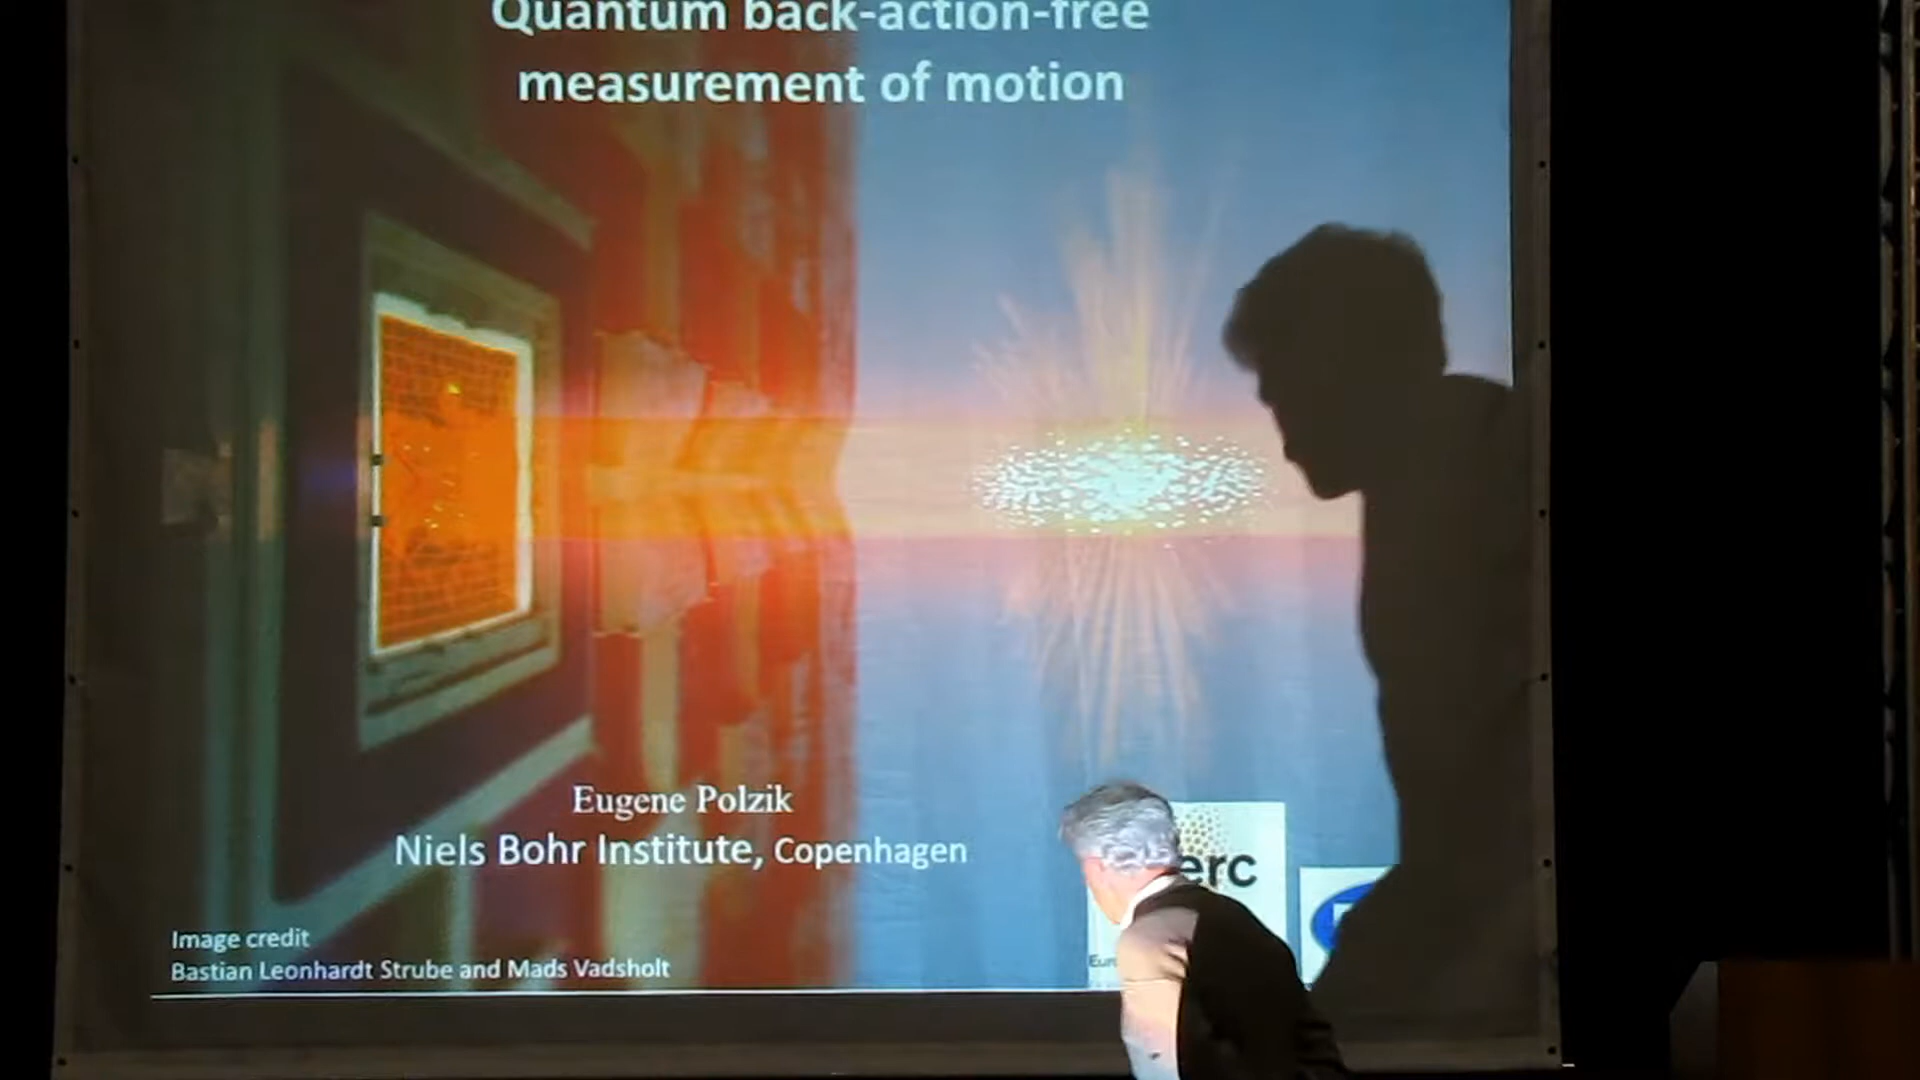 Quantum back-action-free
measurement of motion
Eugene Polzik
Niels Bohr Institute, Copenhagen
erc
Image credit
Bastian Leonhardt Strube and Mads Vadsholt